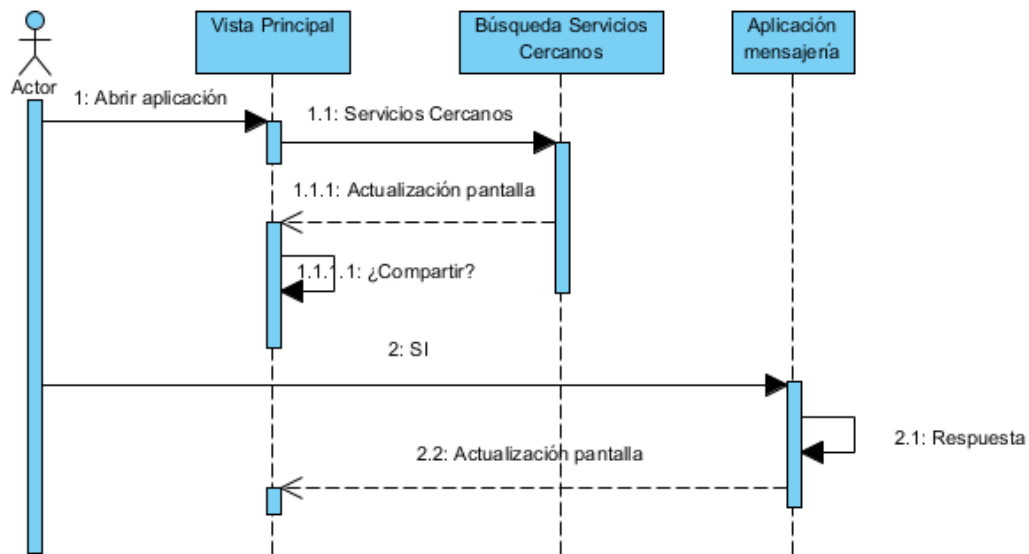 Vista Principal
Búsqueda Servicios
Cercanos
Aplicación
mensajería
Actor
1: Abrir aplicación
1.1: Servicios Cercanos
1.1.1: Actualización pantalla
1.1.1.1: ¿Compartir?
2: SI
2.1: Respuesta
2.2: Actualización pantalla